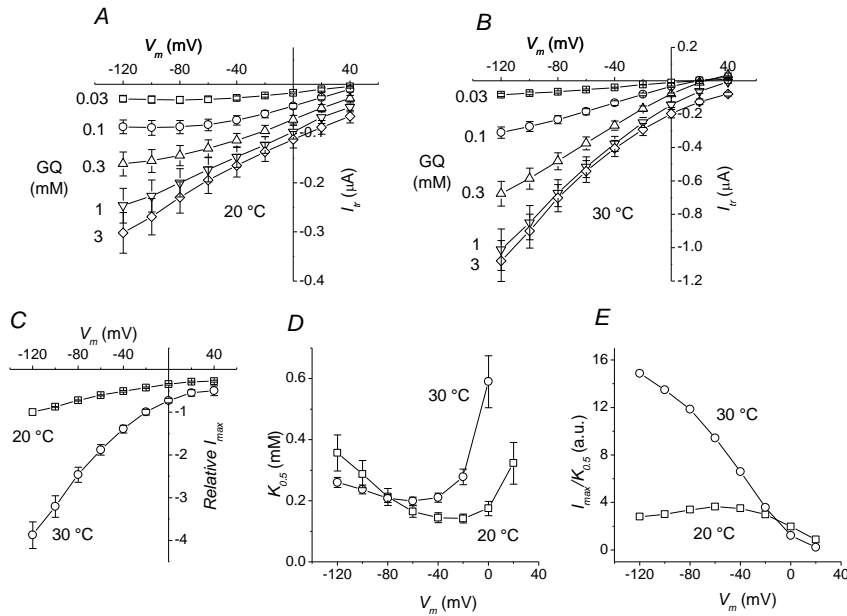 A
V_m (mV)
-120 -80 -40 0 40
0.03
0.1
0.3
1
3
GQ
(mM)
20 °C
-0.1
-0.2
-0.3
-0.4
I_tr (µA)
B
V_m (mV)
-120 -80 -40 0 40
0.03
0.1
0.3
1
3
GQ
(mM)
30 °C
0.2
-0.2
-0.4
-0.6
-0.8
-1.0
-1.2
I_tr (µA)
C
V_m (mV)
-120 -80 -40 0 40
20 °C
30 °C
-1
-2
-3
-4
Relative I_max
D
0.6
0.4
0.2
0.0
K_0.5 (mM)
30 °C
20 °C
-120 -80 -40 0 40
V_m (mV)
E
16
12
8
4
0
I_max/K_0.5 (a.u.)
30 °C
20 °C
-120 -80 -40 0 40
V_m (mV)